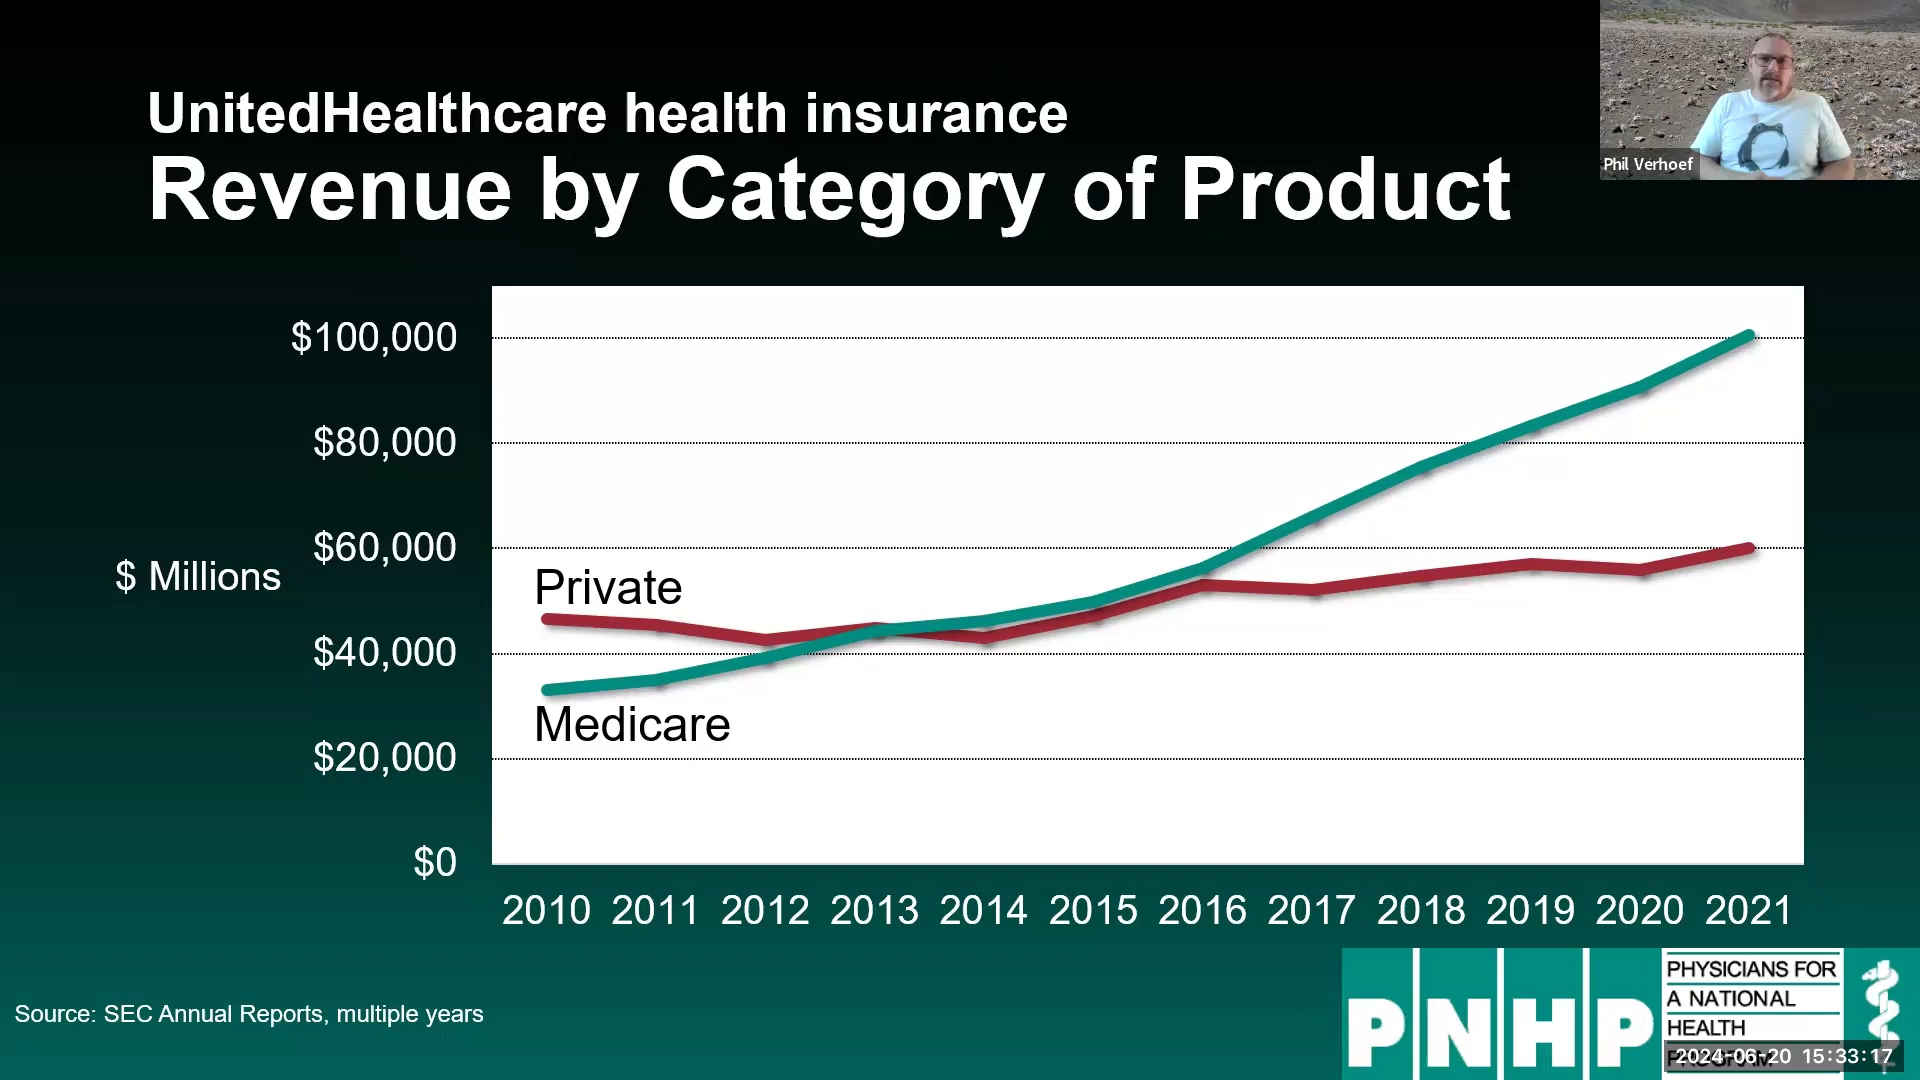 UnitedHealthcare health insurance
Revenue by Category of Product
Phil Verhoef
$100,000
$80,000
$60,000
$ Millions
$40,000
$20,000
$0
Private
Medicare
2010 2011 2012 2013 2014 2015 2016 2017 2018 2019 2020 2021
Source: SEC Annual Reports, multiple years
PNHP
PHYSICIANS FOR
A NATIONAL
HEALTH
PROGRAM
2024-06-20 15:33:17